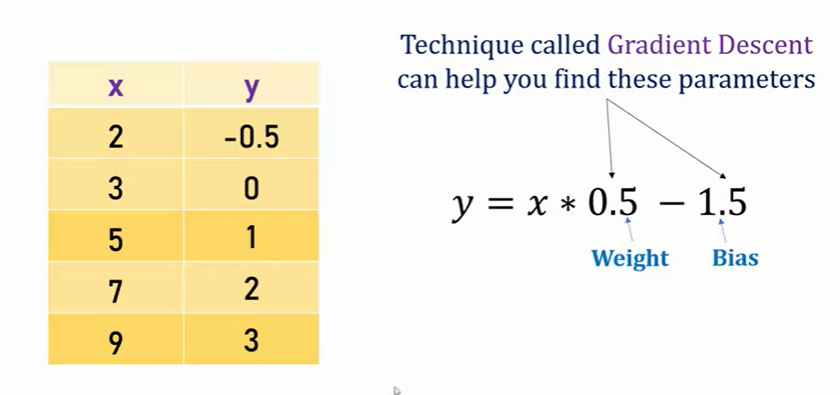 Technique called Gradient Descent
can help you find these parameters
x y
2 -0.5
3 0
5 1
7 2
9 3
y = x * 0.5 − 1.5
Weight Bias